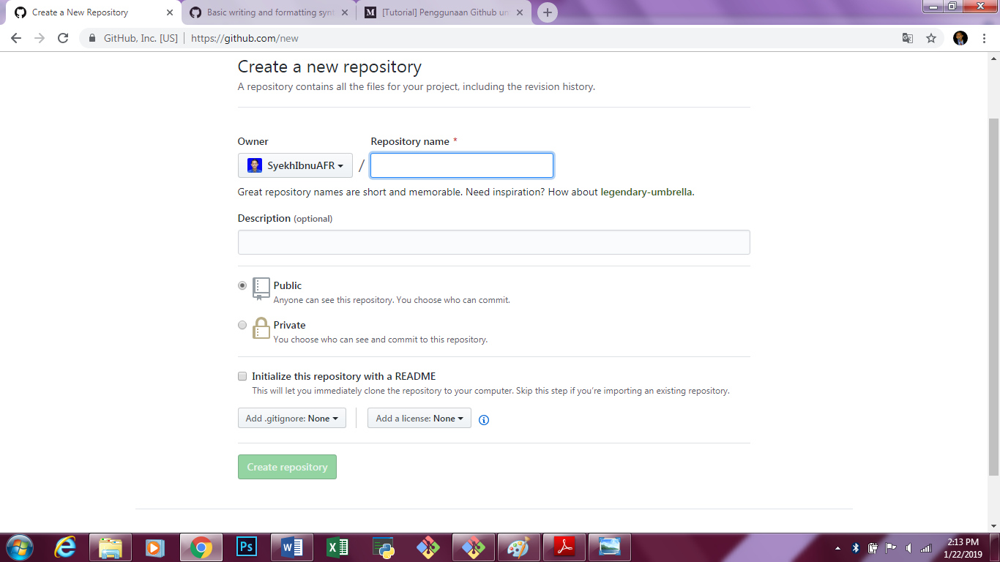 Create a New Repository
Basic writing and formatting synt
[Tutorial] Penggunaan Github un
GitHub, Inc. [US]
https://github.com/new
Create a new repository
A repository contains all the files for your project, including the revision history.
Owner
Repository name *
SyekhIbnuAFR
/
Great repository names are short and memorable. Need inspiration? How about legendary-umbrella.
Description (optional)
Public
Anyone can see this repository. You choose who can commit.
Private
You choose who can see and commit to this repository.
Initialize this repository with a README
This will let you immediately clone the repository to your computer. Skip this step if you’re importing an existing repository.
Add .gitignore: None
Add a license: None
Create repository
Ps
2:13 PM
1/22/2019